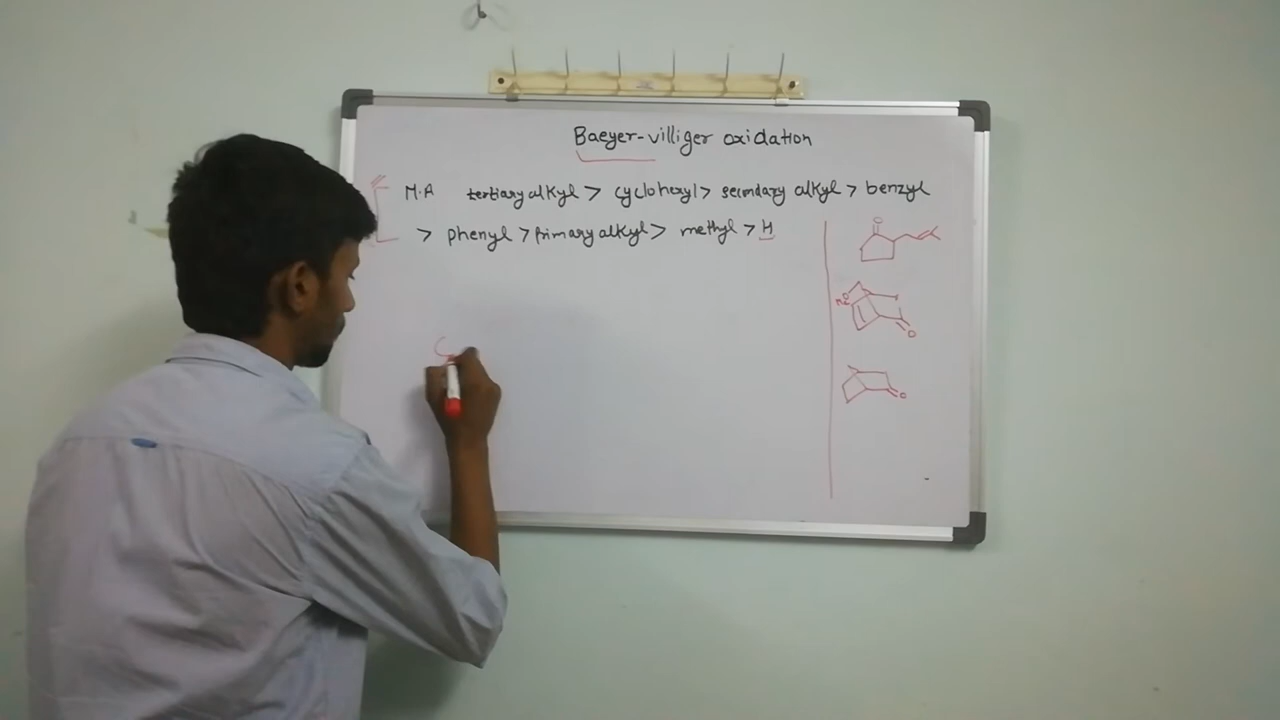 Baeyer-villiger oxidation
M.A tertiary alkyl > cyclohexyl > secondary alkyl > benzyl
> phenyl > Primary alkyl > methyl > H
O
O
O